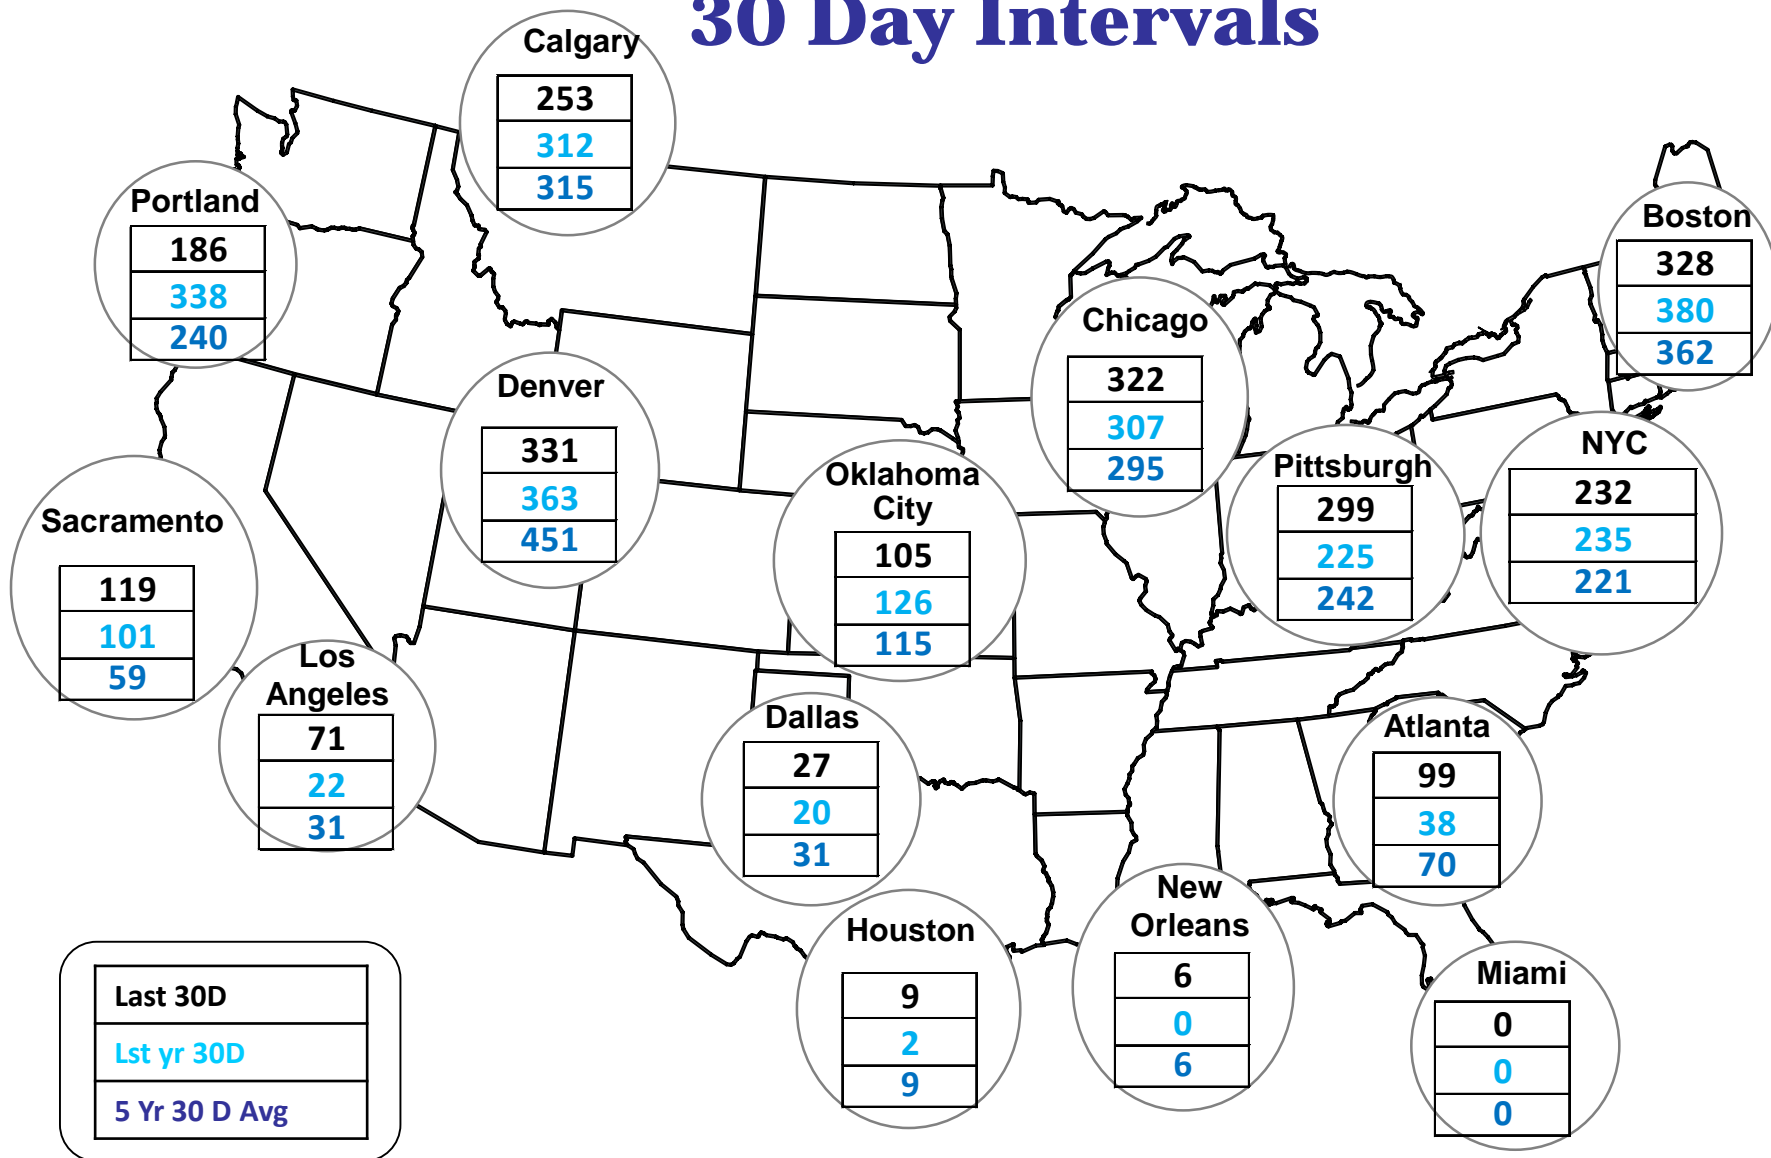 30 Day Intervals
Calgary
253
312
315
Portland
186
338
240
Boston
328
380
362
Chicago
322
307
295
Denver
331
363
451
NYC
232
235
221
Oklahoma
City
105
126
115
Pittsburgh
299
225
242
Sacramento
119
101
59
Los
Angeles
71
22
31
Dallas
27
20
31
Atlanta
99
38
70
Houston
9
2
9
New
Orleans
6
0
6
Miami
0
0
0
Last 30D
Lst yr 30D
5 Yr 30 D Avg